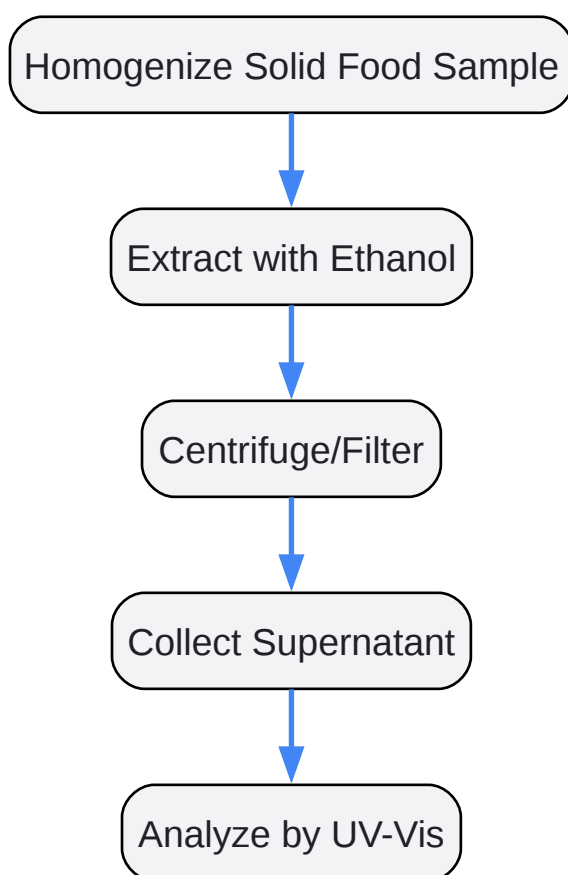 Homogenize Solid Food Sample
Extract with Ethanol
Centrifuge/Filter
Collect Supernatant
Analyze by UV-Vis